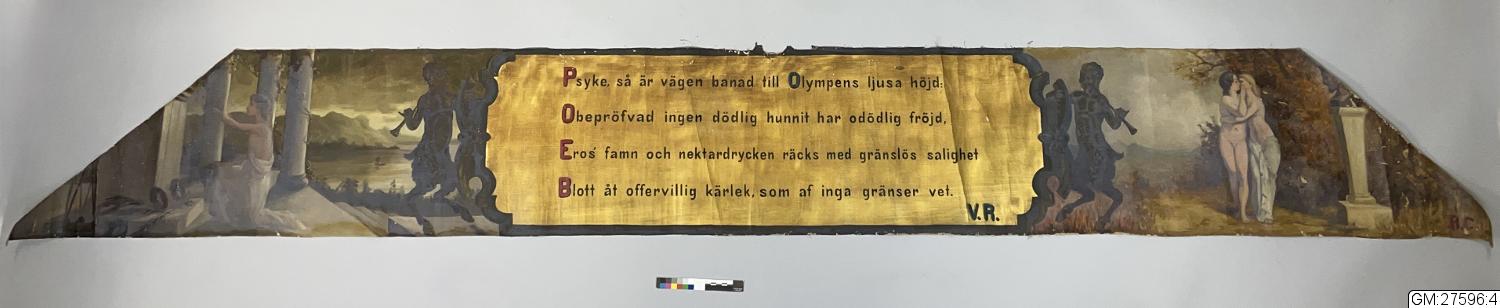 Psyke, så är vägen banad till Olympens ljusa höjd:
Obepröfvad ingen dödlig hunnit har odödlig fröjd,
Eros' famn och nektardrycken räcks med gränslös salighet
Blott åt offervillig kärlek, som af inga gränser vet.
V.R.
R.C.
GM:27596:4